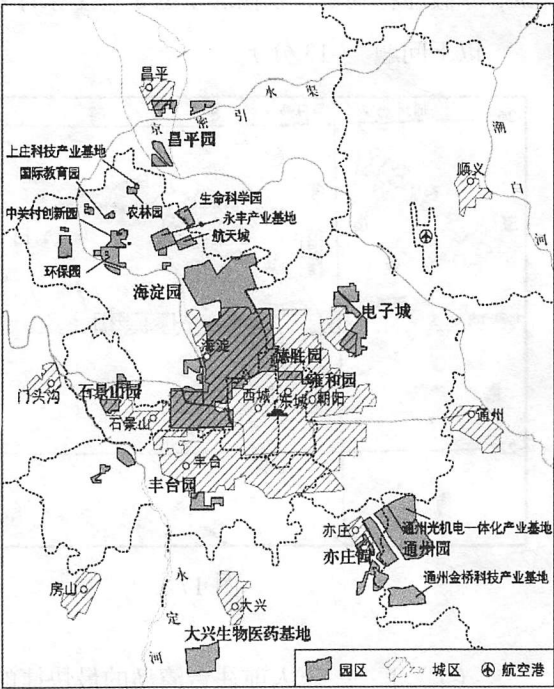 昌平
京密引水渠
昌平园
上庄科技产业基地
国际教育园
顺义
潮白河
农林园
生命科学园
中关村创新园
永丰产业基地
航天城
环保园
海淀园
电子城
海淀
德胜园
雍和园
门头沟
石景山园
西城
东城
朝阳
石景山
通州
丰台
丰台园
亦庄
通州光机电一体化产业基地
亦庄园
通州园
通州金桥科技产业基地
房山
永定河
大兴
大兴生物医药基地
园区
城区
航空港